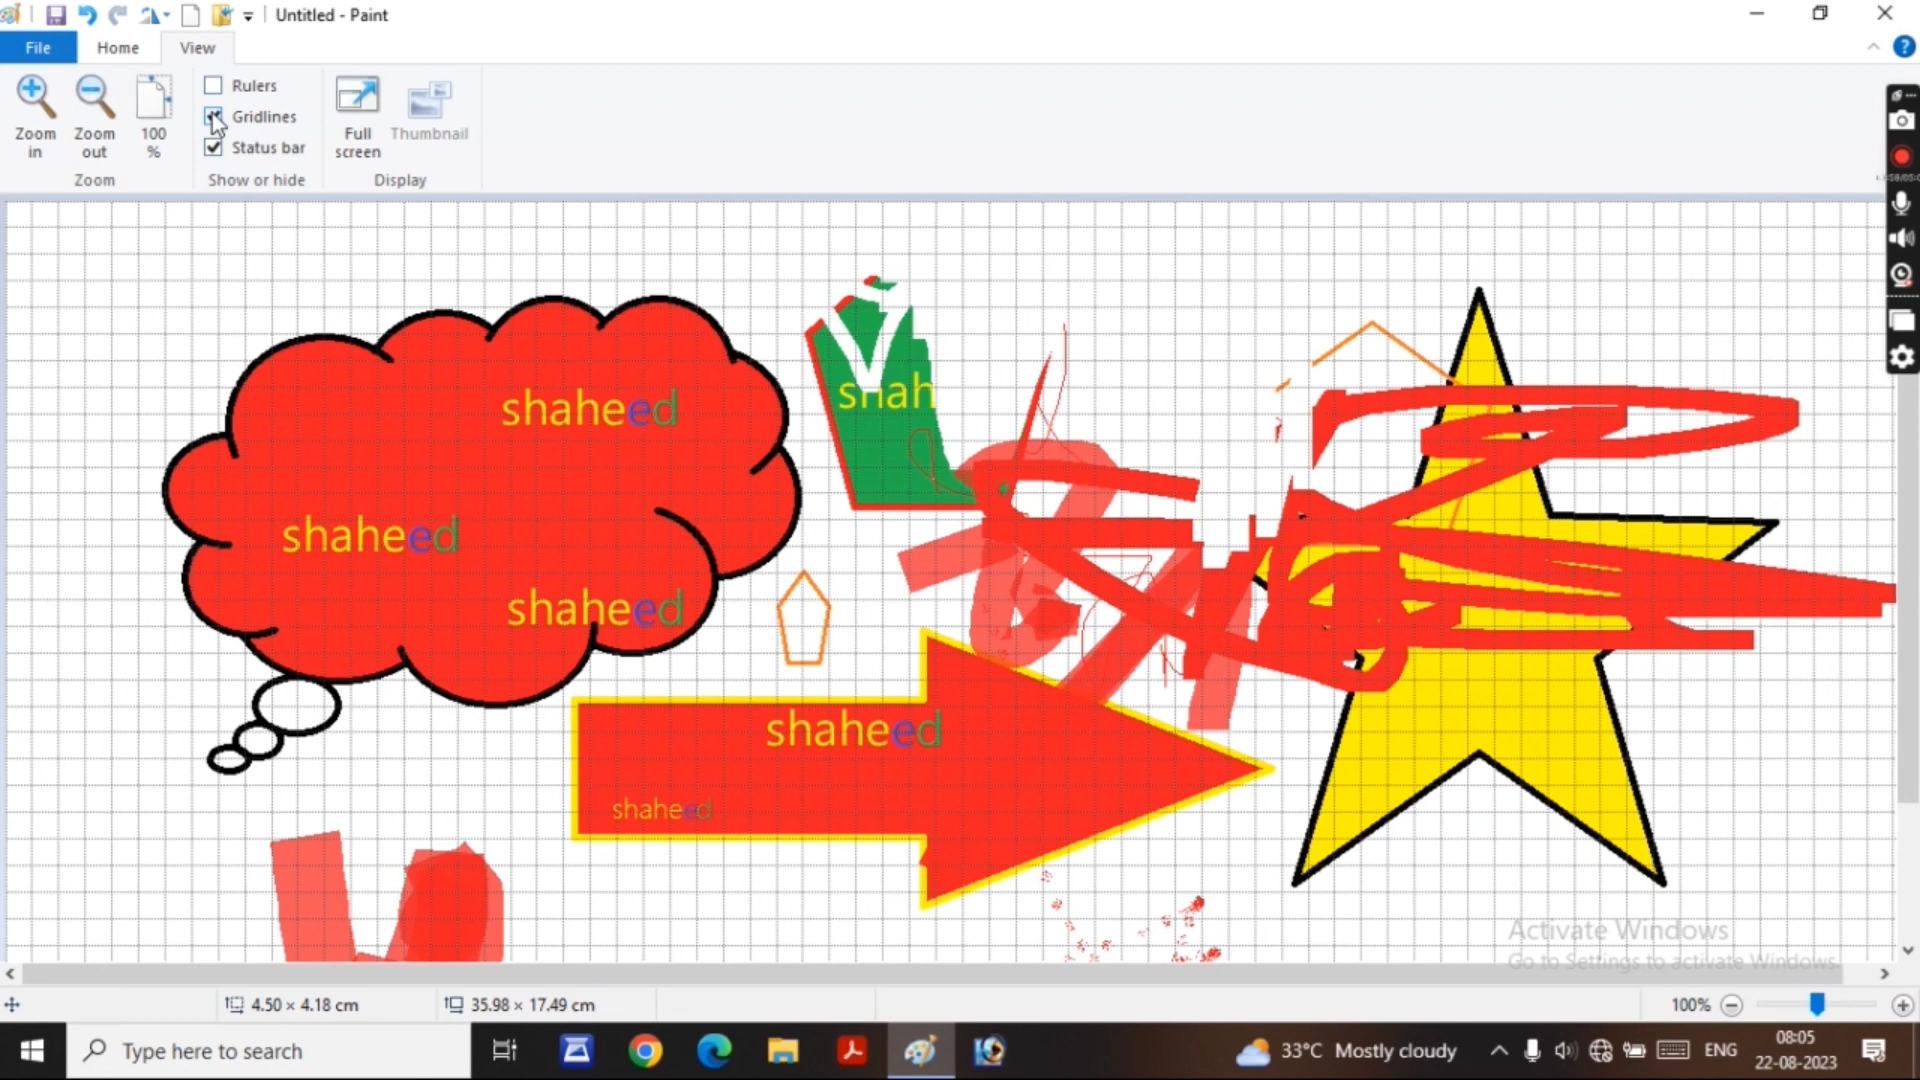 Untitled - Paint
File Home View
Zoom in
Zoom out
100 %
Rulers
Gridlines
Status bar
Full screen
Thumbnail
Zoom
Show or hide
Display
shaheed
shah
shaheed
shaheed
shaheed
shaheed
Activate Windows
Go to Settings to activate Windows.
4.50 × 4.18 cm
35.98 × 17.49 cm
100%
Type here to search
33°C Mostly cloudy
ENG
08:05
22-08-2023